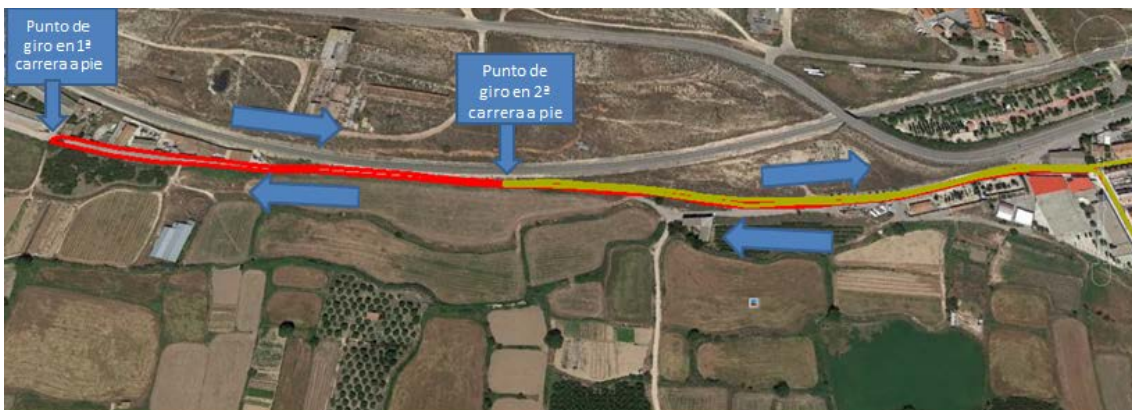 Punto de
giro en 1ª
carrera a pie
Punto de
giro en 2ª
carrera a pie